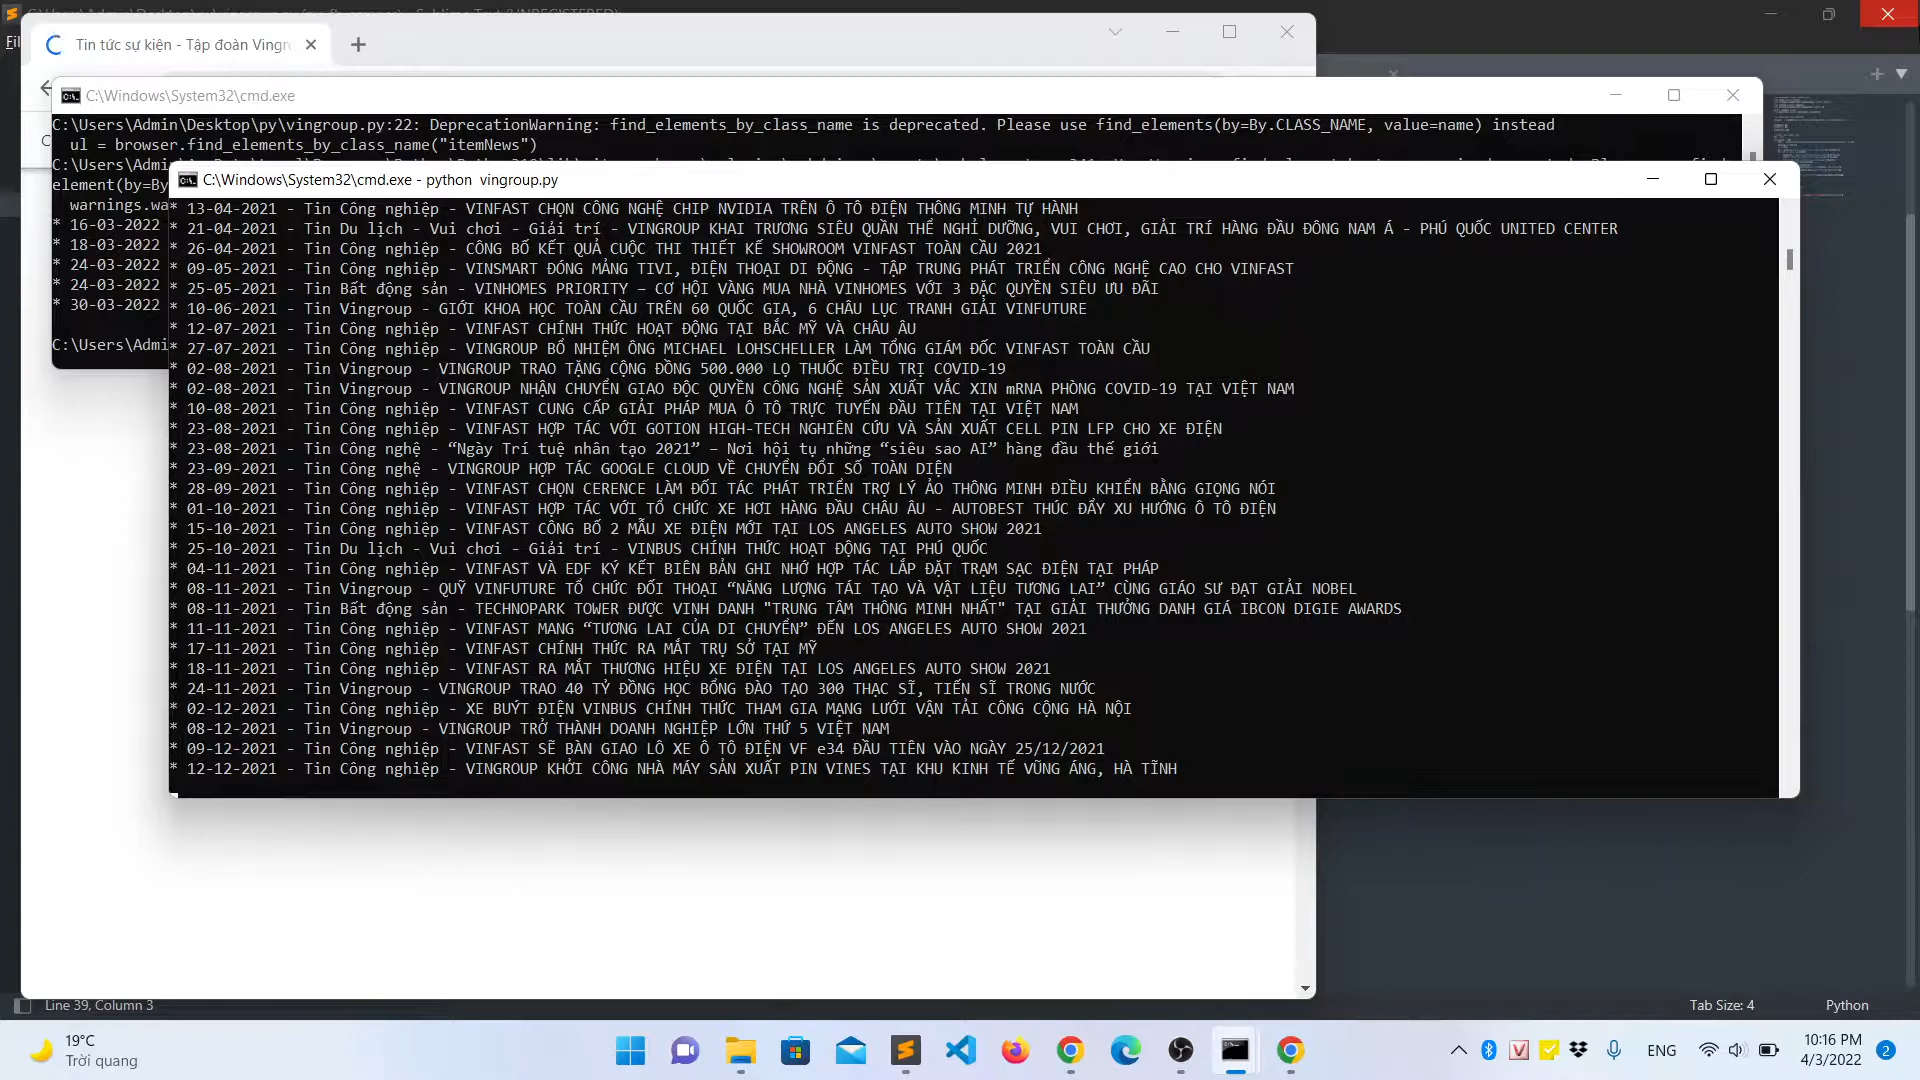 Tin tức sự kiện - Tập đoàn Vingr
C:\Windows\System32\cmd.exe
C:\Users\Admin\Desktop\py\vingroup.py:22: DeprecationWarning: find_elements_by_class_name is deprecated. Please use find_elements(by=By.CLASS_NAME, value=name) instead
ul = browser.find_elements_by_class_name("itemNews")
element(by=By
warnings.wa
* 16-03-2022
* 18-03-2022
* 24-03-2022
* 24-03-2022
* 30-03-2022
C:\Users\Admi
C:\Windows\System32\cmd.exe - python vingroup.py
* 13-04-2021 - Tin Công nghiệp - VINFAST CHỌN CÔNG NGHỆ CHIP NVIDIA TRÊN Ô TÔ ĐIỆN THÔNG MINH TỰ HÀNH
* 21-04-2021 - Tin Du lịch - Vui chơi - Giải trí - VINGROUP KHAI TRƯƠNG SIÊU QUẦN THỂ NGHỈ DƯỠNG, VUI CHƠI, GIẢI TRÍ HÀNG ĐẦU ĐÔNG NAM Á - PHÚ QUỐC UNITED CENTER
* 26-04-2021 - Tin Công nghiệp - CÔNG BỐ KẾT QUẢ CUỘC THI THIẾT KẾ SHOWROOM VINFAST TOÀN CẦU 2021
* 09-05-2021 - Tin Công nghiệp - VINSMART ĐÓNG MẢNG TIVI, ĐIỆN THOẠI DI ĐỘNG - TẬP TRUNG PHÁT TRIỂN CÔNG NGHỆ CAO CHO VINFAST
* 25-05-2021 - Tin Bất động sản - VINHOMES PRIORITY – CƠ HỘI VÀNG MUA NHÀ VINHOMES VỚI 3 ĐẶC QUYỀN SIÊU ƯU ĐÃI
* 10-06-2021 - Tin Vingroup - GIỚI KHOA HỌC TOÀN CẦU TRÊN 60 QUỐC GIA, 6 CHÂU LỤC TRANH GIẢI VINFUTURE
* 12-07-2021 - Tin Công nghiệp - VINFAST CHÍNH THỨC HOẠT ĐỘNG TẠI BẮC MỸ VÀ CHÂU ÂU
* 27-07-2021 - Tin Công nghiệp - VINGROUP BỔ NHIỆM ÔNG MICHAEL LOHSCHELLER LÀM TỔNG GIÁM ĐỐC VINFAST TOÀN CẦU
* 02-08-2021 - Tin Vingroup - VINGROUP TRAO TẶNG CỘNG ĐỒNG 500.000 LỌ THUỐC ĐIỀU TRỊ COVID-19
* 02-08-2021 - Tin Vingroup - VINGROUP NHẬN CHUYỂN GIAO ĐỘC QUYỀN CÔNG NGHỆ SẢN XUẤT VẮC XIN mRNA PHÒNG COVID-19 TẠI VIỆT NAM
* 10-08-2021 - Tin Công nghiệp - VINFAST CUNG CẤP GIẢI PHÁP MUA Ô TÔ TRỰC TUYẾN ĐẦU TIÊN TẠI VIỆT NAM
* 23-08-2021 - Tin Công nghiệp - VINFAST HỢP TÁC VỚI GOTION HIGH-TECH NGHIÊN CỨU VÀ SẢN XUẤT CELL PIN LFP CHO XE ĐIỆN
* 23-08-2021 - Tin Công nghệ - “Ngày Trí tuệ nhân tạo 2021” – Nơi hội tụ những “siêu sao AI” hàng đầu thế giới
* 23-09-2021 - Tin Công nghệ - VINGROUP HỢP TÁC GOOGLE CLOUD VỀ CHUYỂN ĐỔI SỐ TOÀN DIỆN
* 28-09-2021 - Tin Công nghiệp - VINFAST CHỌN CERENCE LÀM ĐỐI TÁC PHÁT TRIỂN TRỢ LÝ ẢO THÔNG MINH ĐIỀU KHIỂN BẰNG GIỌNG NÓI
* 01-10-2021 - Tin Công nghiệp - VINFAST HỢP TÁC VỚI TỔ CHỨC XE HƠI HÀNG ĐẦU CHÂU ÂU - AUTOBEST THÚC ĐẨY XU HƯỚNG Ô TÔ ĐIỆN
* 15-10-2021 - Tin Công nghiệp - VINFAST CÔNG BỐ 2 MẪU XE ĐIỆN MỚI TẠI LOS ANGELES AUTO SHOW 2021
* 25-10-2021 - Tin Du lịch - Vui chơi - Giải trí - VINBUS CHÍNH THỨC HOẠT ĐỘNG TẠI PHÚ QUỐC
* 04-11-2021 - Tin Công nghiệp - VINFAST VÀ EDF KÝ KẾT BIÊN BẢN GHI NHỚ HỢP TÁC LẮP ĐẶT TRẠM SẠC ĐIỆN TẠI PHÁP
* 08-11-2021 - Tin Vingroup - QUỸ VINFUTURE TỔ CHỨC ĐỐI THOẠI “NĂNG LƯỢNG TÁI TẠO VÀ VẬT LIỆU TƯƠNG LAI” CÙNG GIÁO SƯ ĐẠT GIẢI NOBEL
* 08-11-2021 - Tin Bất động sản - TECHNOPARK TOWER ĐƯỢC VINH DANH "TRUNG TÂM THÔNG MINH NHẤT" TẠI GIẢI THƯỞNG DANH GIÁ IBCON DIGIE AWARDS
* 11-11-2021 - Tin Công nghiệp - VINFAST MANG “TƯƠNG LAI CỦA DI CHUYỂN” ĐẾN LOS ANGELES AUTO SHOW 2021
* 17-11-2021 - Tin Công nghiệp - VINFAST CHÍNH THỨC RA MẮT TRỤ SỞ TẠI MỸ
* 18-11-2021 - Tin Công nghiệp - VINFAST RA MẮT THƯƠNG HIỆU XE ĐIỆN TẠI LOS ANGELES AUTO SHOW 2021
* 24-11-2021 - Tin Vingroup - VINGROUP TRAO 40 TỶ ĐỒNG HỌC BỔNG ĐÀO TẠO 300 THẠC SĨ, TIẾN SĨ TRONG NƯỚC
* 02-12-2021 - Tin Công nghiệp - XE BUÝT ĐIỆN VINBUS CHÍNH THỨC THAM GIA MẠNG LƯỚI VẬN TẢI CÔNG CỘNG HÀ NỘI
* 08-12-2021 - Tin Vingroup - VINGROUP TRỞ THÀNH DOANH NGHIỆP LỚN THỨ 5 VIỆT NAM
* 09-12-2021 - Tin Công nghiệp - VINFAST SẼ BÀN GIAO LÔ XE Ô TÔ ĐIỆN VF e34 ĐẦU TIÊN VÀO NGÀY 25/12/2021
* 12-12-2021 - Tin Công nghiệp - VINGROUP KHỞI CÔNG NHÀ MÁY SẢN XUẤT PIN VINES TẠI KHU KINH TẾ VŨNG ÁNG, HÀ TĨNH
Line 39, Column 3
Tab Size: 4
Python
19°C
Trời quang
ENG
10:16 PM
4/3/2022
2